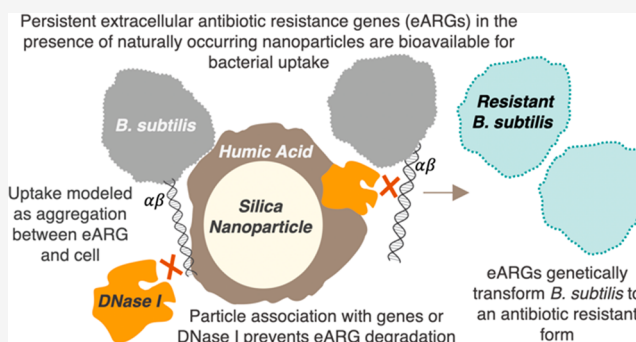 Persistent extracellular antibiotic resistance genes (eARGs) in the
presence of naturally occurring nanoparticles are bioavailable for
bacterial uptake
B. subtilis
Humic Acid
Silica
Nanoparticle
αβ
αβ
Resistant
B. subtilis
Uptake modeled
as aggregation
between eARG
and cell
DNase I
Particle association with genes or
DNase I prevents eARG degradation
eARGs genetically
transform B. subtilis to
an antibiotic resistant
form